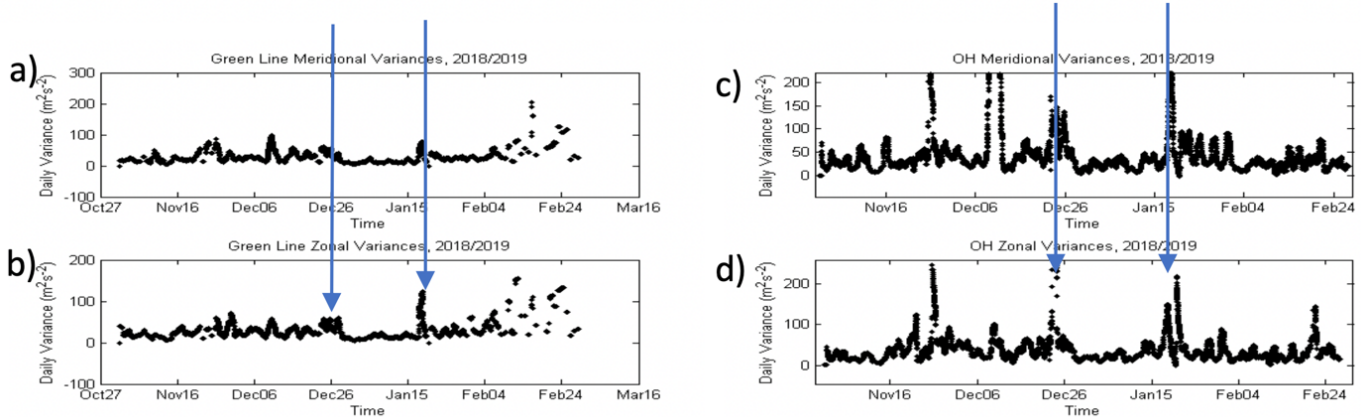 a)
Green Line Meridional Variances, 2018/2019
Daily Variance (m2s-2)
300
200
100
0
-100
Oct27 Nov16 Dec06 Dec26 Jan15 Feb04 Feb24 Mar16
Time
b)
Green Line Zonal Variances, 2018/2019
Daily Variance (m2s-2)
200
100
0
-100
Oct27 Nov16 Dec06 Dec26 Jan15 Feb04 Feb24 Mar16
Time
c)
OH Meridional Variances, 2018/2019
Daily Variance (m2s-2)
200
150
100
50
0
Nov16 Dec06 Dec26 Jan15 Feb04 Feb24
Time
d)
OH Zonal Variances, 2018/2019
Daily Variance (m2s-2)
200
100
0
Nov16 Dec06 Dec26 Jan15 Feb04 Feb24
Time